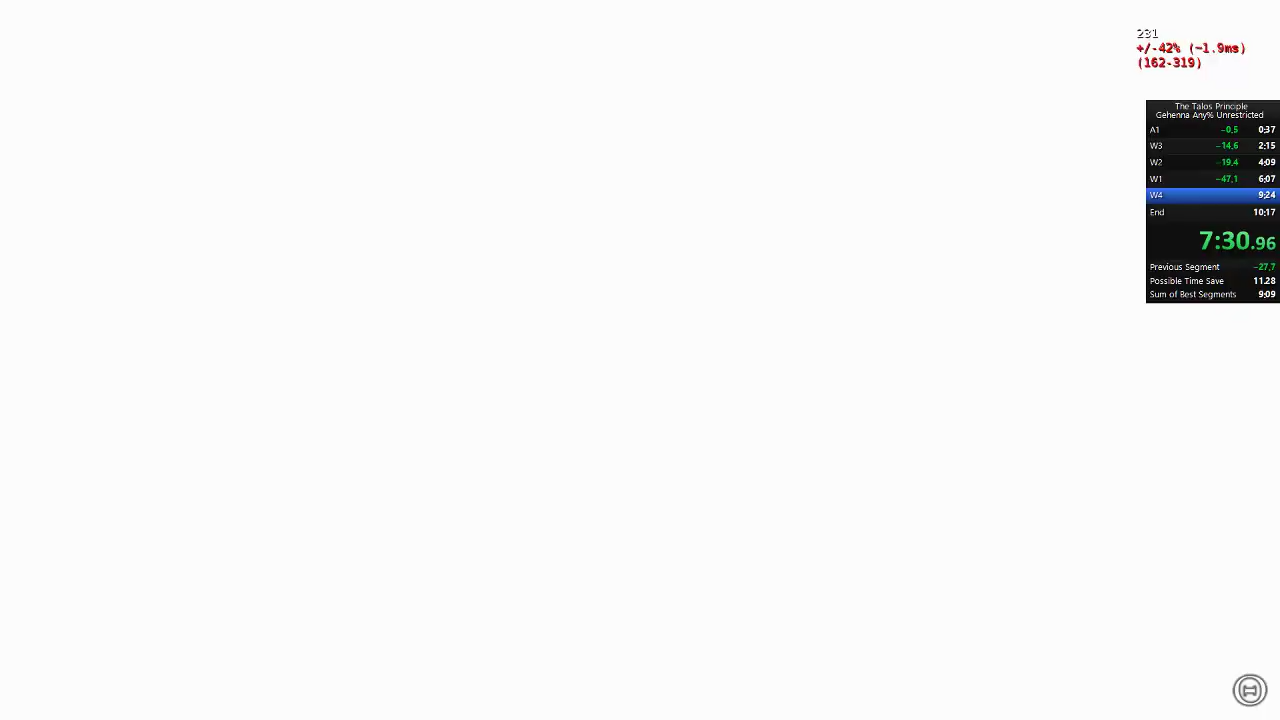 231
+/-42% (~1.9ms)
(162-319)
The Talos Principle
Gehenna Any% Unrestricted
A1 -0,5 0:37
W3 -14,6 2:15
W2 -19,4 4:09
W1 -47,1 6:07
W4 9:24
End 10:17
7:30.96
Previous Segment -27,7
Possible Time Save 11.28
Sum of Best Segments 9:09